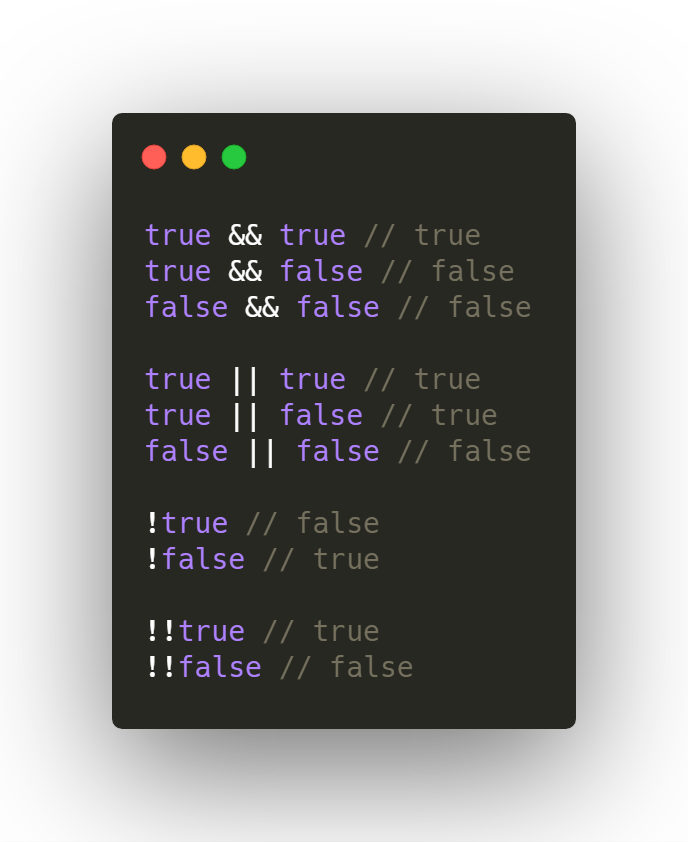 true && true // true
true && false // false
false && false // false
true || true // true
true || false // true
false || false // false
!true // false
!false // true
!!true // true
!!false // false